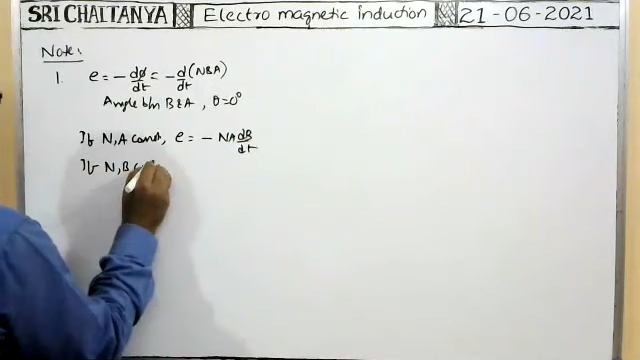 SRI CHAITANYA Electro magnetic induction 21-06-2021
Note:
1. e = - dφ/dt = - d/dt (NBA)
Angle b/n B & A, θ=0°
If N, A const, e = - NA dB/dt
If N, B